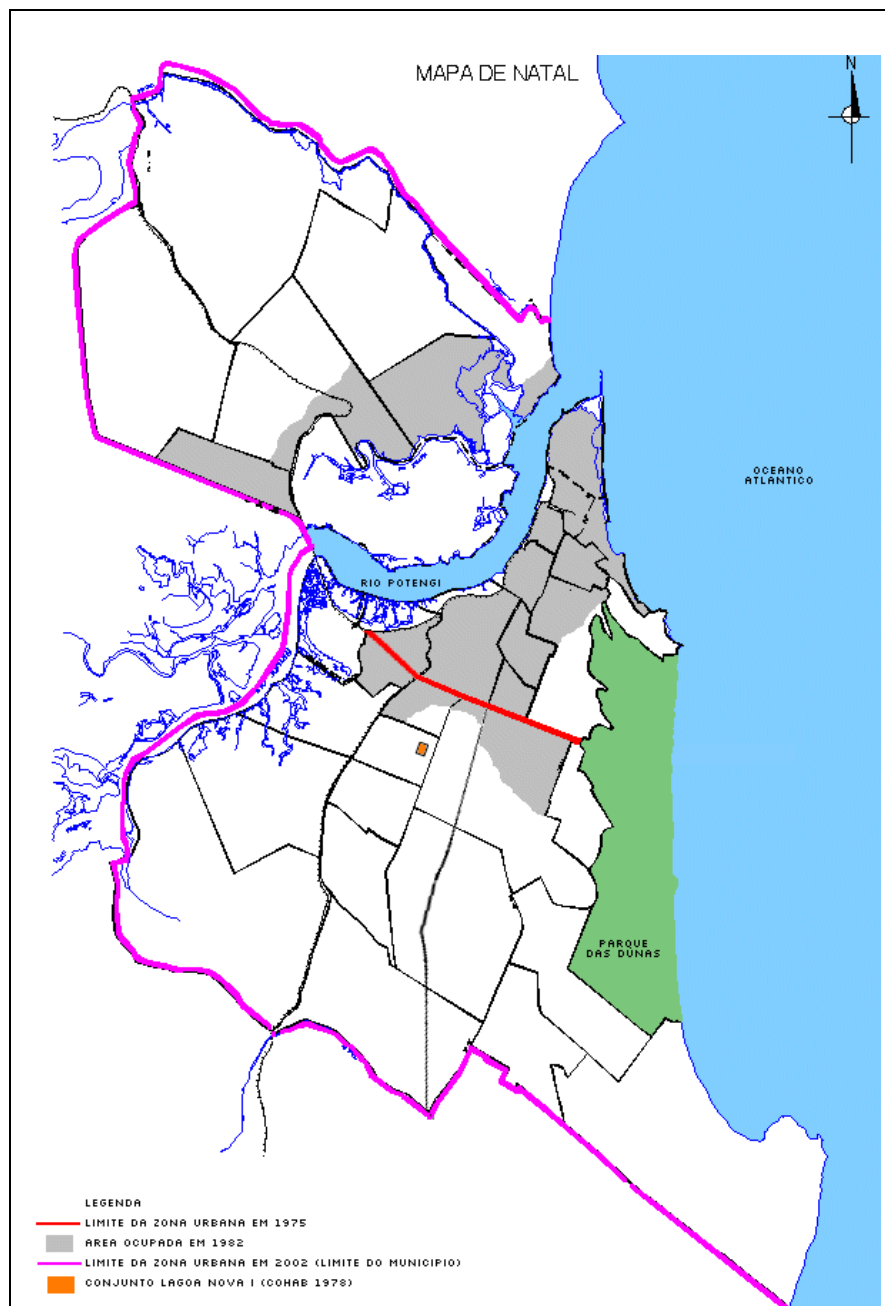 MAPA DE NATAL
N
OCEANO
ATLANTICO
RIO POTENGI
PARQUE
DAS DUNAS
LEGENDA
LIMITE DA ZONA URBANA EM 1975
AREA OCUPADA EM 1982
LIMITE DA ZONA URBANA EM 2002 (LIMITE DO MUNICIPIO)
CONJUNTO LAGOA NOVA I (COHAB 1978)